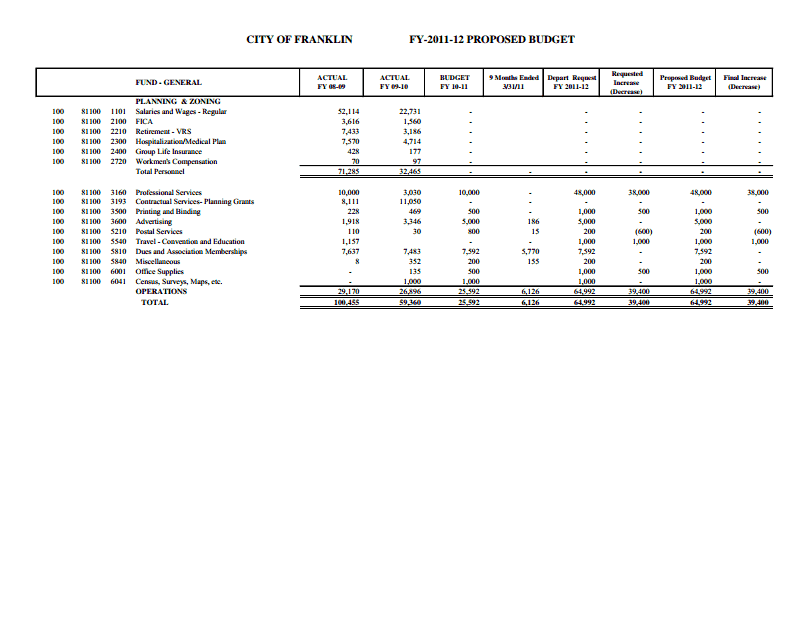 CITY OF FRANKLIN FY-2011-12 PROPOSED BUDGET
FUND - GENERAL ACTUAL FY 08-09 ACTUAL FY 09-10 BUDGET FY 10-11 9 Months Ended 3/31/11 Depart Request FY 2011-12 Requested Increase (Decrease) Proposed Budget FY 2011-12 Final Increase (Decrease)
PLANNING & ZONING
100 81100 1101 Salaries and Wages - Regular 52,114 22,731 - - - - -
100 81100 2100 FICA 3,616 1,560 - - - - -
100 81100 2210 Retirement - VRS 7,433 3,186 - - - - -
100 81100 2300 Hospitalization/Medical Plan 7,570 4,714 - - - - -
100 81100 2400 Group Life Insurance 428 177 - - - - -
100 81100 2720 Workmen's Compensation 70 97 - - - - -
Total Personnel 71,285 32,465 - - - - - -
100 81100 3160 Professional Services 10,000 3,030 10,000 - 48,000 38,000 48,000 38,000
100 81100 3193 Contractual Services- Planning Grants 8,111 11,050 - - - - - -
100 81100 3500 Printing and Binding 228 469 500 - 1,000 500 1,000 500
100 81100 3600 Advertising 1,918 3,346 5,000 186 5,000 - 5,000 -
100 81100 5210 Postal Services 110 30 800 15 200 (600) 200 (600)
100 81100 5540 Travel - Convention and Education 1,157 - - 1,000 1,000 1,000 1,000
100 81100 5810 Dues and Association Memberships 7,637 7,483 7,592 5,770 7,592 - 7,592 -
100 81100 5840 Miscellaneous 8 352 200 155 200 - 200 -
100 81100 6001 Office Supplies - 135 500 1,000 500 1,000 500
100 81100 6041 Census, Surveys, Maps, etc. - 1,000 1,000 1,000 - 1,000 -
OPERATIONS 29,170 26,896 25,592 6,126 64,992 39,400 64,992 39,400
TOTAL 100,455 59,360 25,592 6,126 64,992 39,400 64,992 39,400